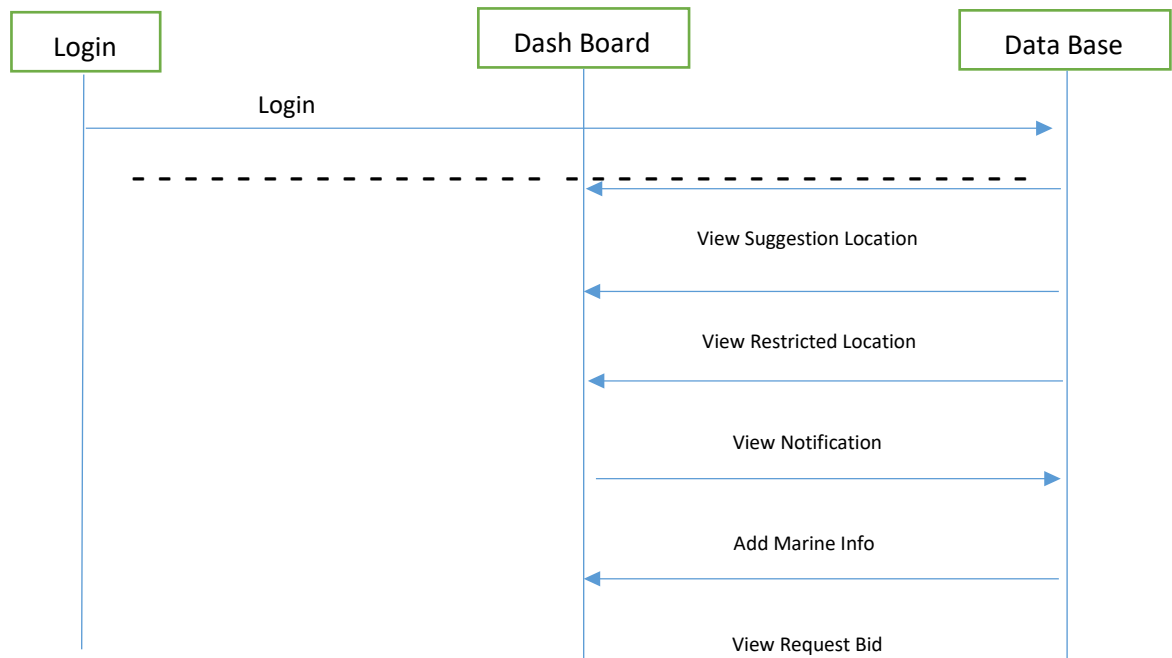 Login
Dash Board
Data Base
Login
View Suggestion Location
View Restricted Location
View Notification
Add Marine Info
View Request Bid